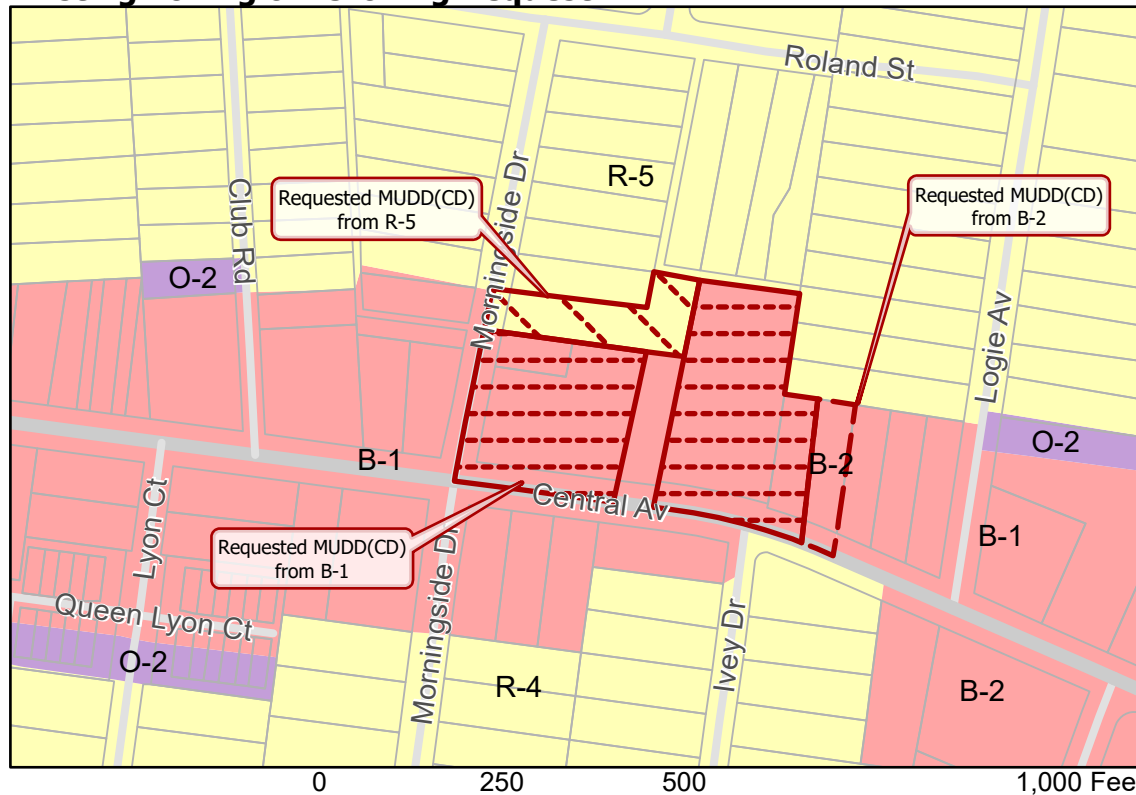 Roland St
R-5
Requested MUDD(CD)
from R-5
Requested MUDD(CD)
from B-2
Morningside Dr
Club Rd
O-2
Logie Av
O-2
B-1
B-2
Central Av
B-1
Requested MUDD(CD)
from B-1
Lyon Ct
Queen Lyon Ct
O-2
Morningside Dr
R-4
Ivey Dr
B-2
0 250 500 1,000 Fee